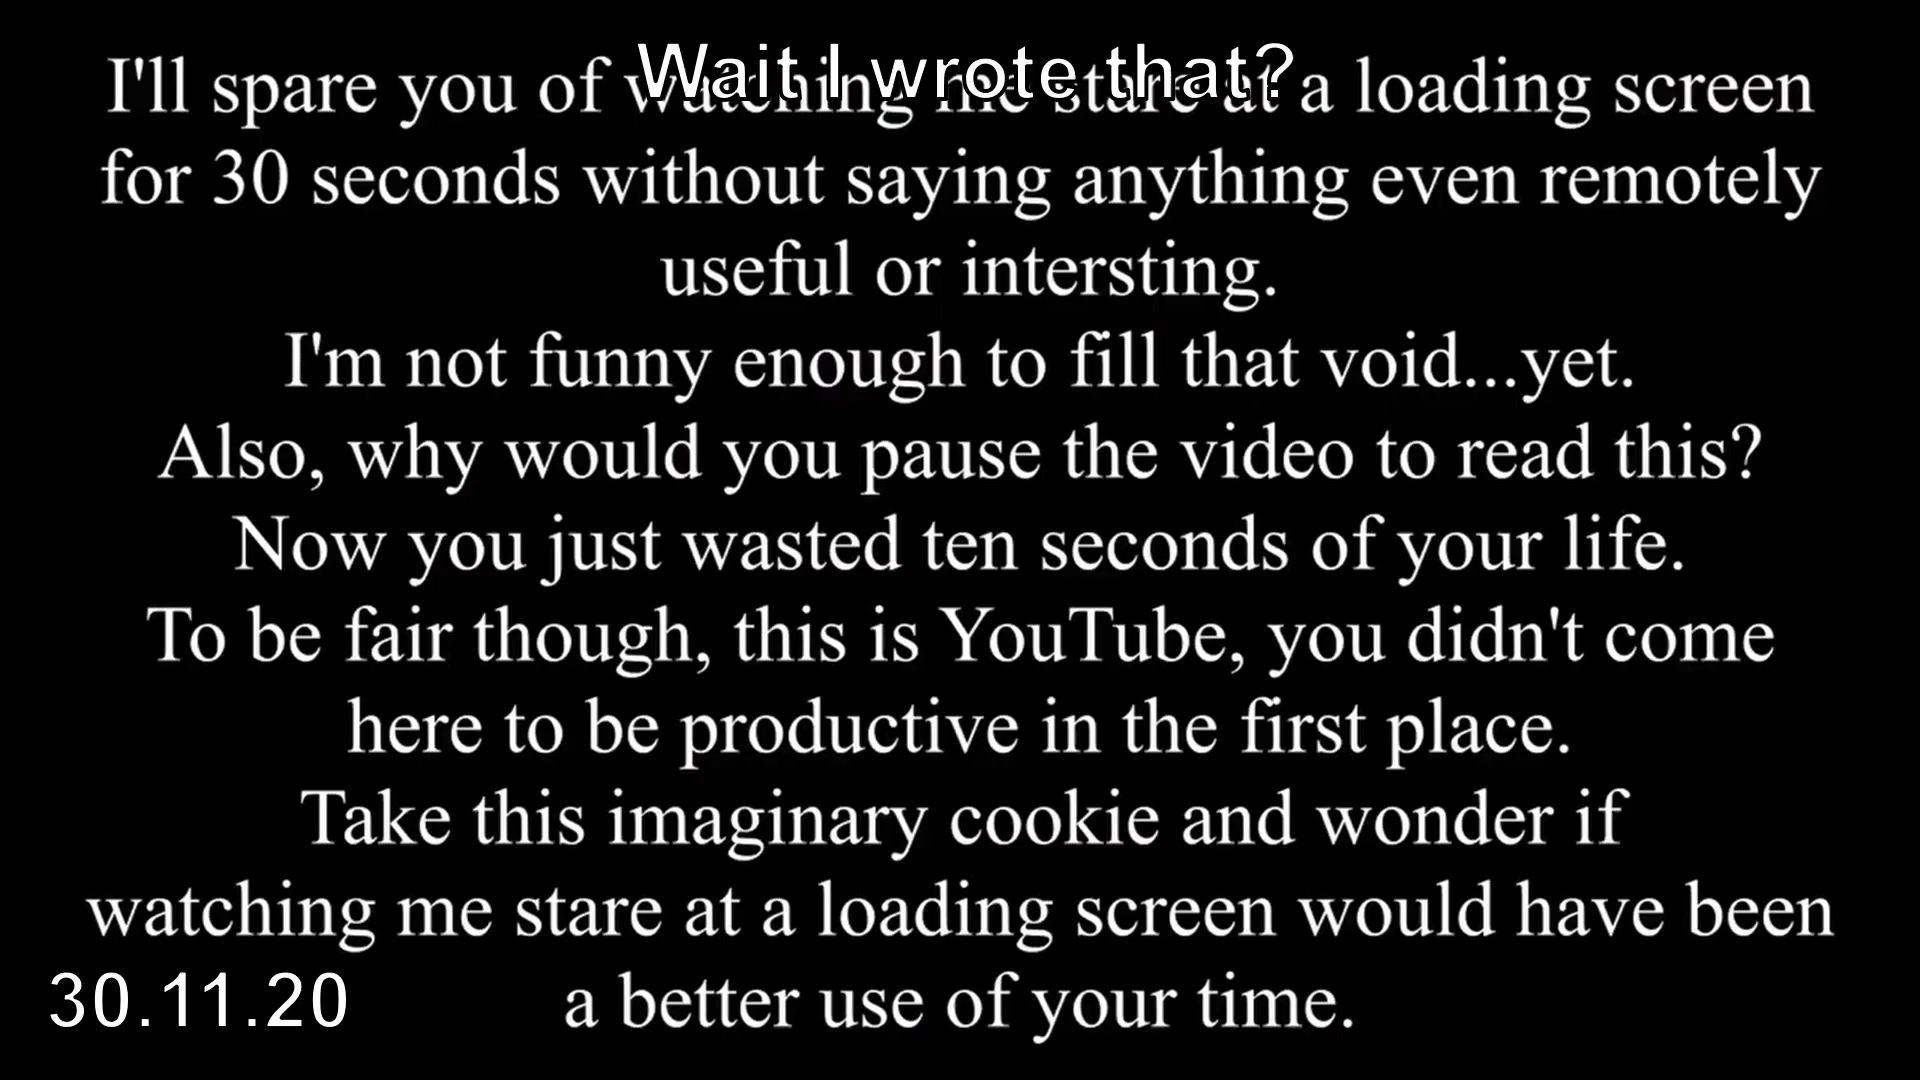 Wait I wrote that?
I'll spare you of watching me stare at a loading screen
for 30 seconds without saying anything even remotely
useful or intersting.
I'm not funny enough to fill that void...yet.
Also, why would you pause the video to read this?
Now you just wasted ten seconds of your life.
To be fair though, this is YouTube, you didn't come
here to be productive in the first place.
Take this imaginary cookie and wonder if
watching me stare at a loading screen would have been
a better use of your time.
30.11.20